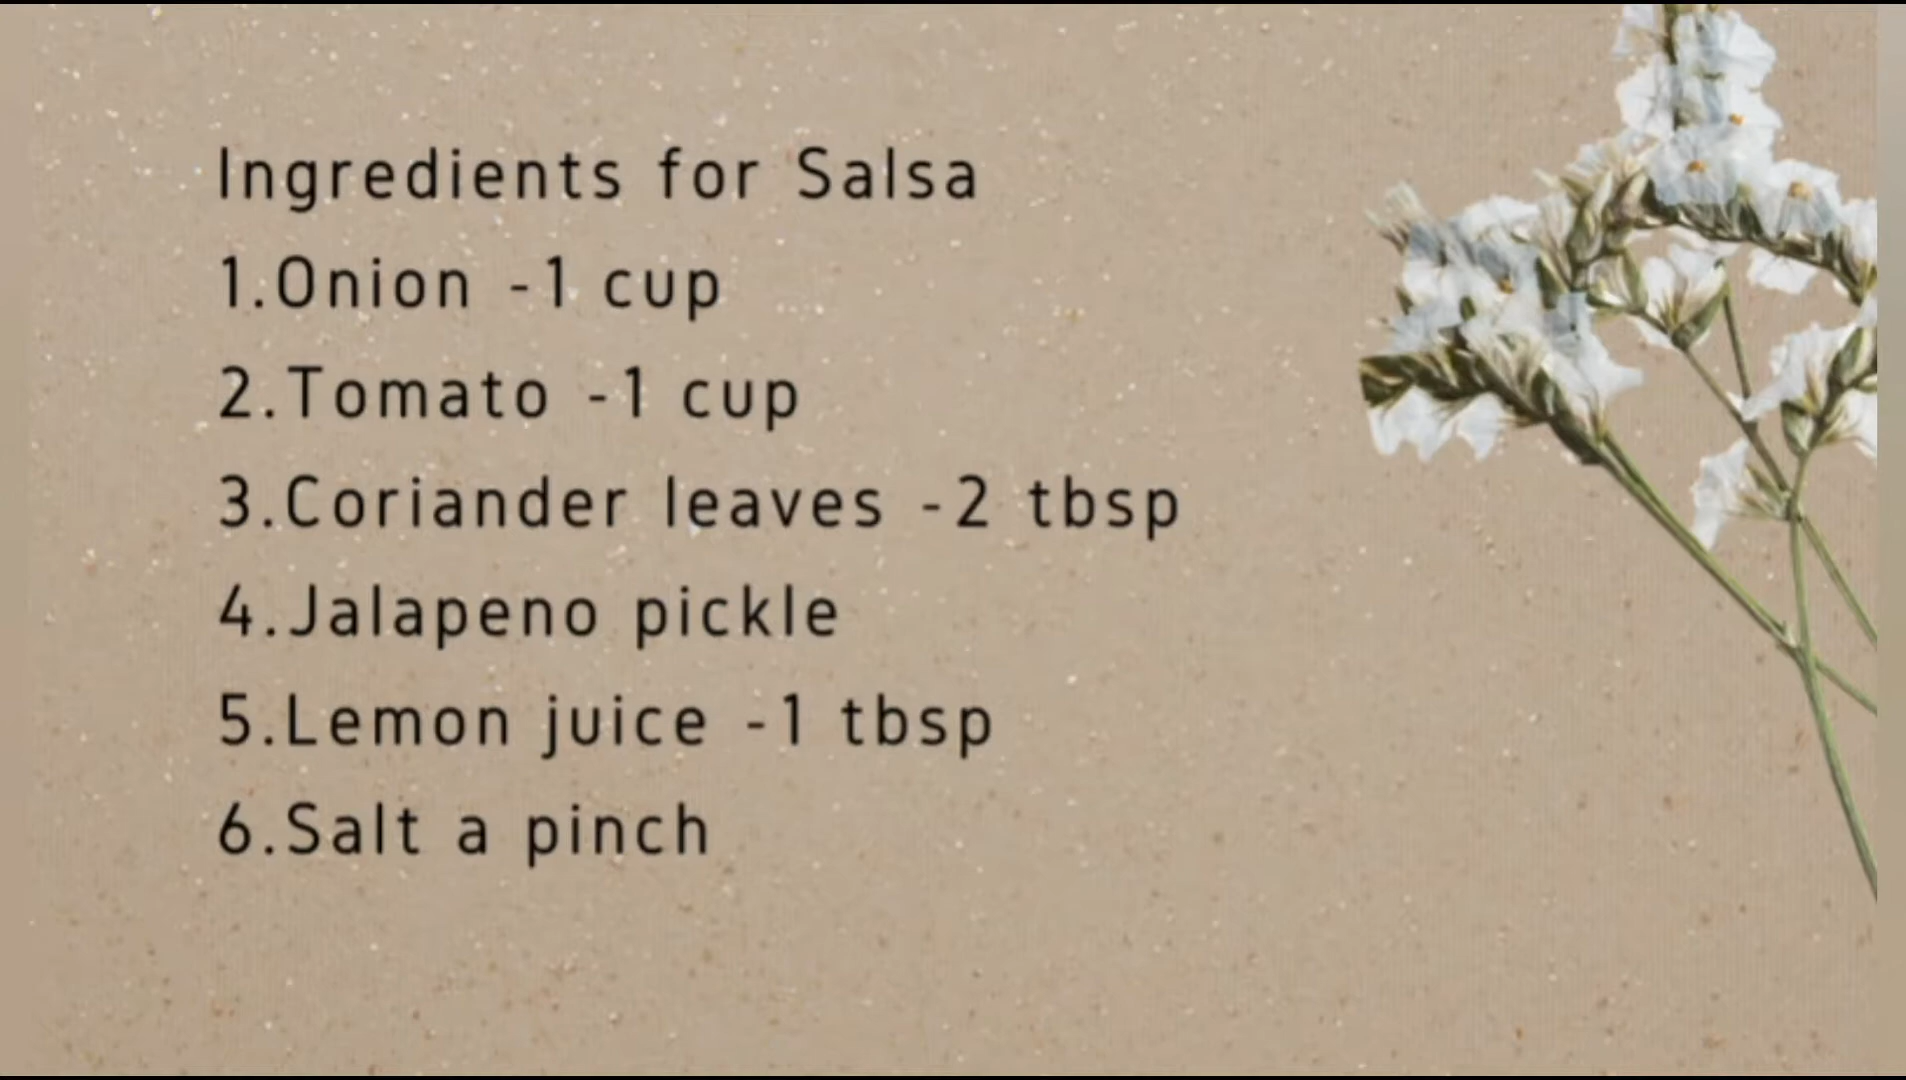 Ingredients for Salsa
1.Onion -1 cup
2.Tomato -1 cup
3.Coriander leaves -2 tbsp
4.Jalapeno pickle
5.Lemon juice -1 tbsp
6.Salt a pinch